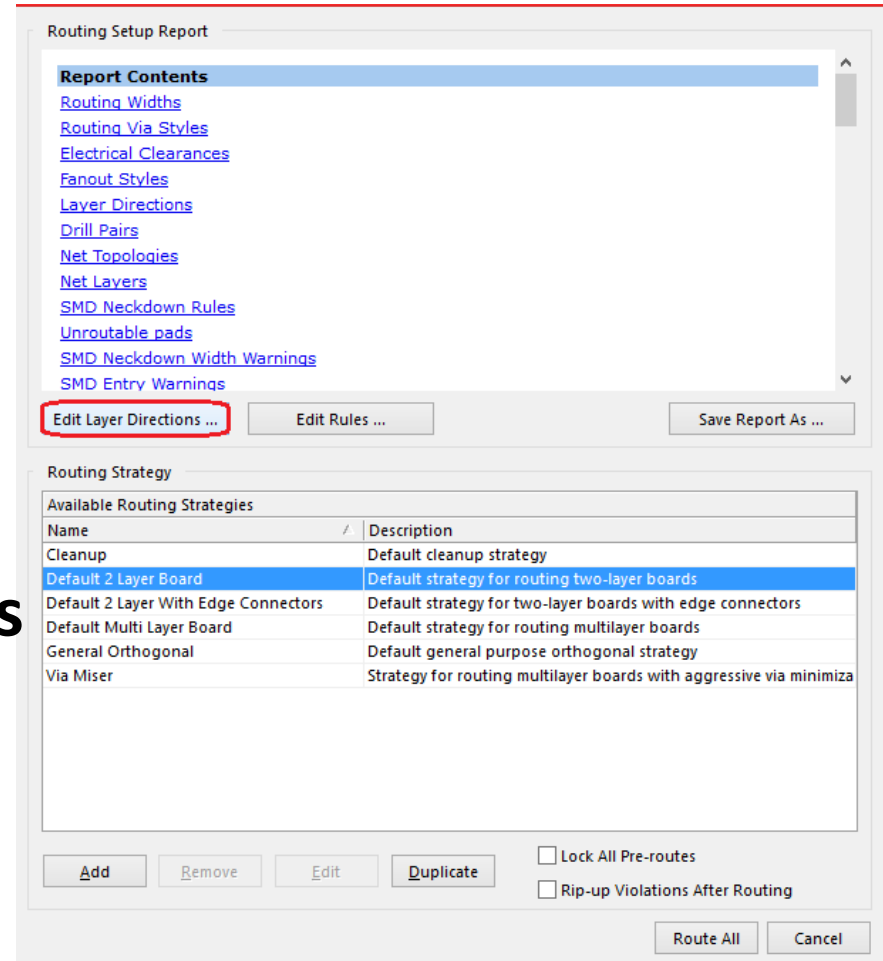 Routing Setup Report
Report Contents
Routing Widths
Routing Via Styles
Electrical Clearances
Fanout Styles
Layer Directions
Drill Pairs
Net Topologies
Net Layers
SMD Neckdown Rules
Unroutable pads
SMD Neckdown Width Warnings
SMD Entry Warnings
Edit Layer Directions ... Edit Rules ... Save Report As ...
Routing Strategy
Available Routing Strategies
Name Description
Cleanup Default cleanup strategy
Default 2 Layer Board Default strategy for routing two-layer boards
s
Default 2 Layer With Edge Connectors Default strategy for two-layer boards with edge connectors
Default Multi Layer Board Default strategy for routing multilayer boards
General Orthogonal Default general purpose orthogonal strategy
Via Miser Strategy for routing multilayer boards with aggressive via minimiza
Add Remove Edit Duplicate
Lock All Pre-routes
Rip-up Violations After Routing
Route All Cancel